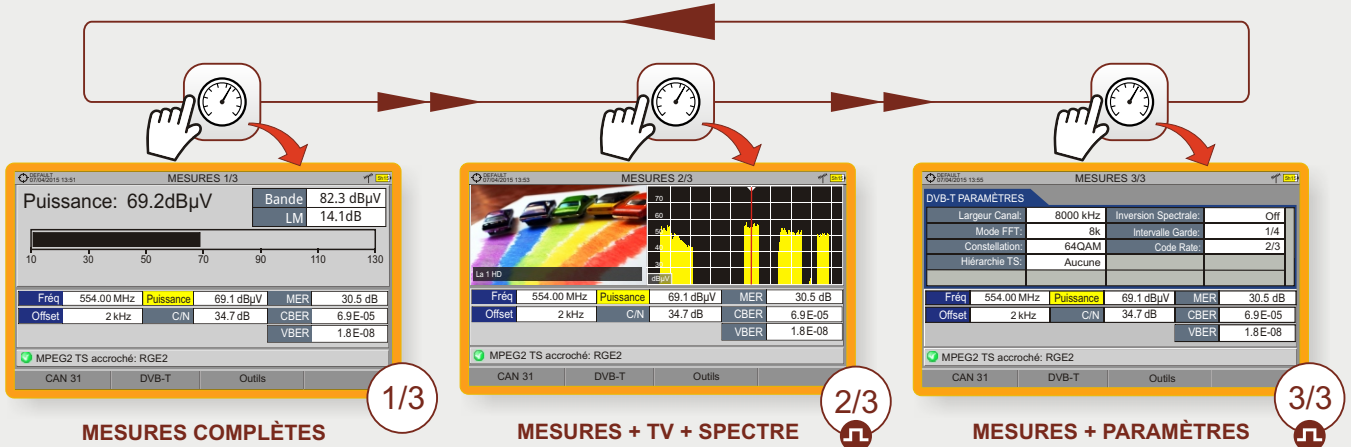 DEFAULT
07/04/2015 13:51
MESURES 1/3
Sh15
Puissance: 69.2dBµV
Bande 82.3 dBµV
LM 14.1dB
10 30 50 70 90 110 130
Fréq 554.00 MHz Puissance 69.1 dBµV MER 30.5 dB
Offset 2 kHz C/N 34.7 dB CBER 6.9E-05
VBER 1.8E-08
MPEG2 TS accroché: RGE2
CAN 31 DVB-T Outils
1/3
MESURES COMPLÈTES
DEFAULT
07/04/2015 13:53
MESURES 2/3
Sh15
70
60
dBµV
La 1 HD
Fréq 554.00 MHz Puissance 69.1 dBµV MER 30.5 dB
Offset 2 kHz C/N 34.7 dB CBER 6.9E-05
VBER 1.8E-08
MPEG2 TS accroché: RGE2
CAN 31 DVB-T Outils
2/3
MESURES + TV + SPECTRE
DEFAULT
07/04/2015 13:55
MESURES 3/3
Sh15
DVB-T PARAMÈTRES
Largeur Canal: 8000 kHz Inversion Spectrale: Off
Mode FFT: 8k Intervalle Garde: 1/4
Constellation: 64QAM Code Rate: 2/3
Hiérarchie TS: Aucune
Fréq 554.00 MHz Puissance 69.1 dBµV MER 30.5 dB
Offset 2 kHz C/N 34.7 dB CBER 6.9E-05
VBER 1.8E-08
MPEG2 TS accroché: RGE2
CAN 31 DVB-T Outils
3/3
MESURES + PARAMÈTRES